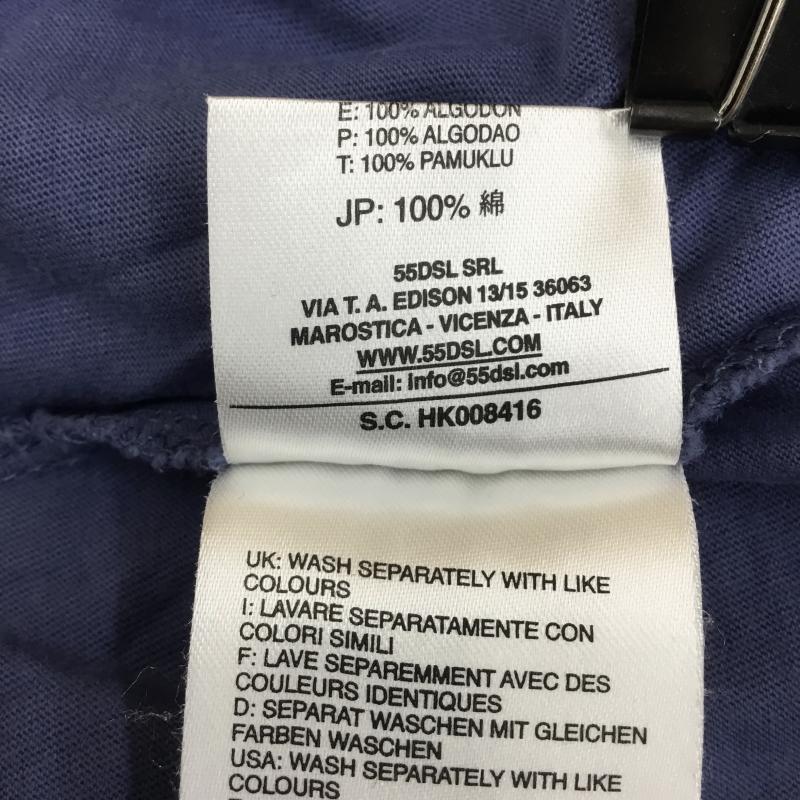 E: 100% ALGODON
P: 100% ALGODAO
T: 100% PAMUKLU
JP: 100% 綿
55DSL SRL
VIA T. A. EDISON 13/15 36063
MAROSTICA - VICENZA - ITALY
WWW.55DSL.COM
E-mail: info@55dsl.com
S.C. HK008416
UK: WASH SEPARATELY WITH LIKE
COLOURS
I: LAVARE SEPARATAMENTE CON
COLORI SIMILI
F: LAVE SEPAREMMENT AVEC DES
COULEURS IDENTIQUES
D: SEPARAT WASCHEN MIT GLEICHEN
FARBEN WASCHEN
USA: WASH SEPARATELY WITH LIKE
COLOURS